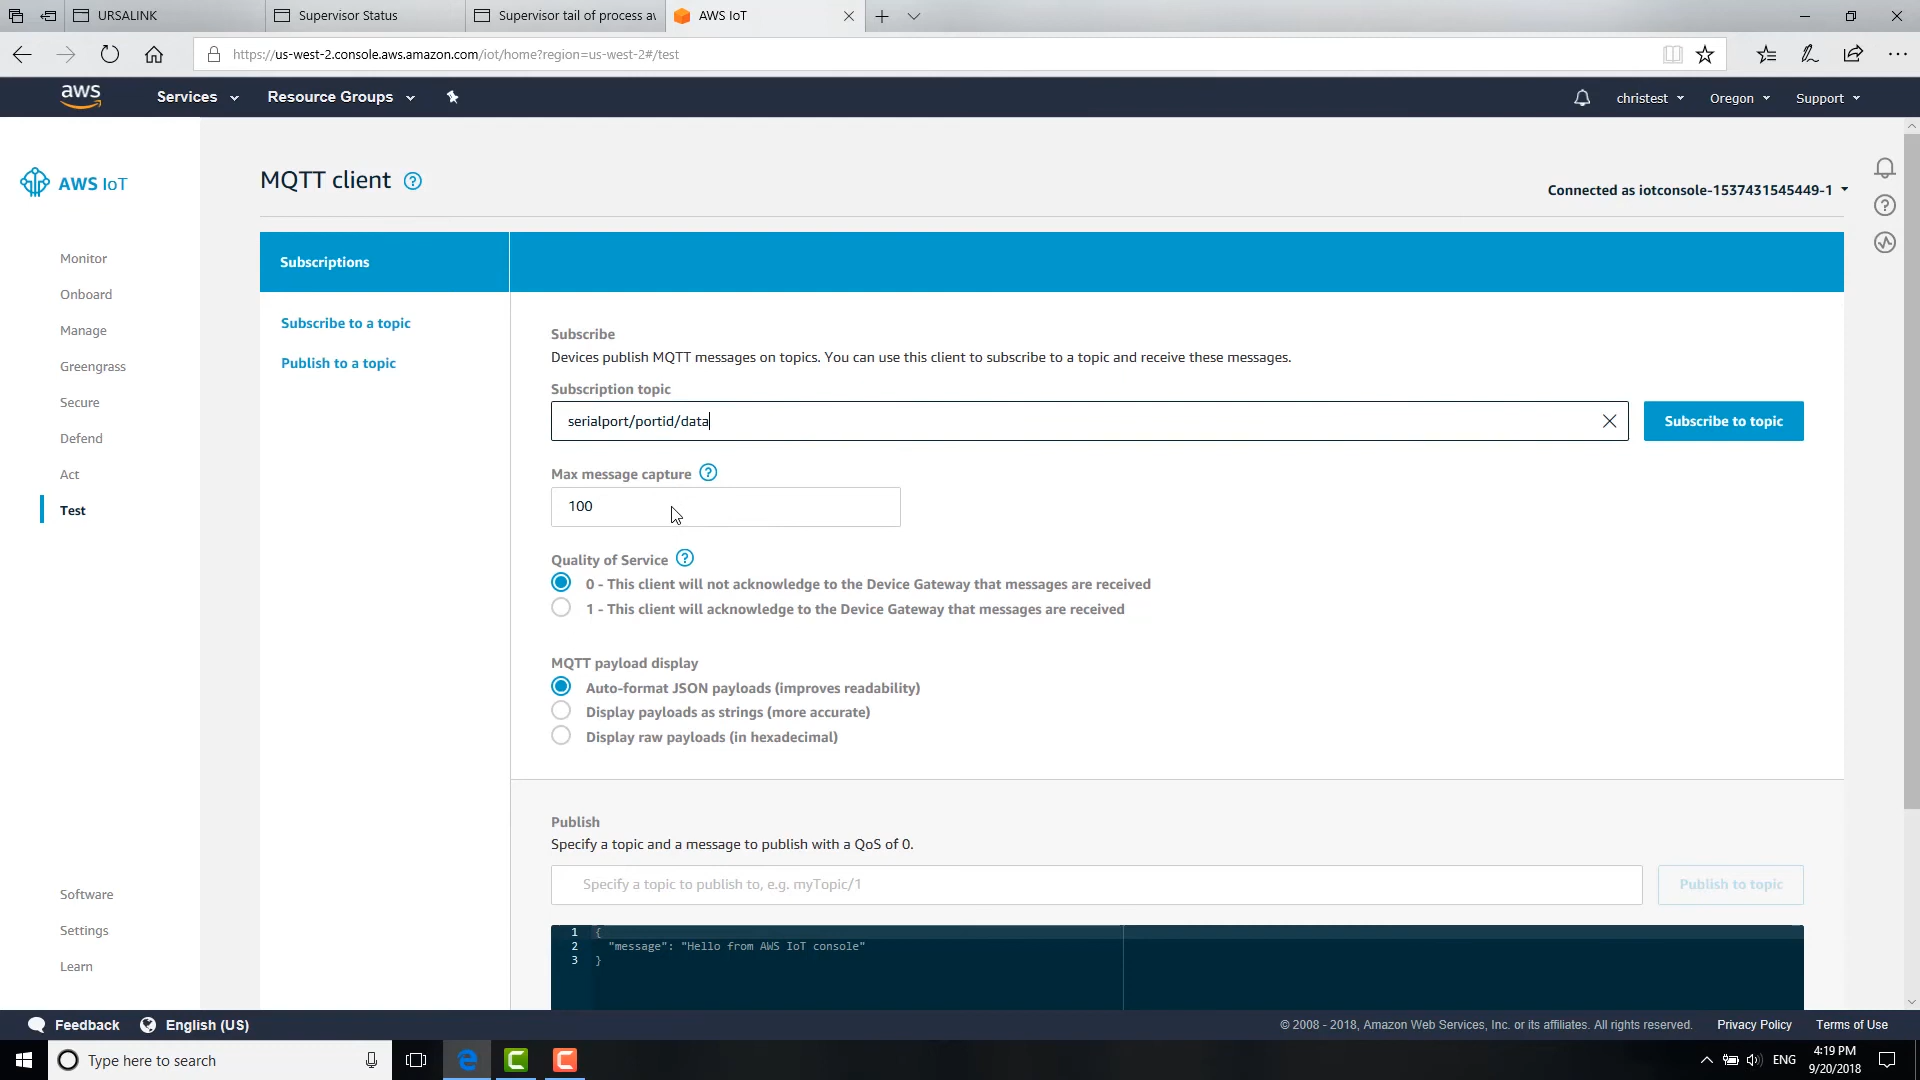 URSALINK
Supervisor Status
Supervisor tail of process av
AWS IoT
https://us-west-2.console.aws.amazon.com/iot/home?region=us-west-2#/test
aws
Services
Resource Groups
christest
Oregon
Support
AWS IoT
Monitor
Onboard
Manage
Greengrass
Secure
Defend
Act
Test
Software
Settings
Learn
MQTT client
Connected as iotconsole-1537431545449-1
Subscriptions
Subscribe to a topic
Publish to a topic
Subscribe
Devices publish MQTT messages on topics. You can use this client to subscribe to a topic and receive these messages.
Subscription topic
serialport/portid/data
Subscribe to topic
Max message capture
100
Quality of Service
0 - This client will not acknowledge to the Device Gateway that messages are received
1 - This client will acknowledge to the Device Gateway that messages are received
MQTT payload display
Auto-format JSON payloads (improves readability)
Display payloads as strings (more accurate)
Display raw payloads (in hexadecimal)
Publish
Specify a topic and a message to publish with a QoS of 0.
Specify a topic to publish to, e.g. myTopic/1
Publish to topic
1 {
2 "message": "Hello from AWS IoT console"
3 }
Feedback
English (US)
© 2008 - 2018, Amazon Web Services, Inc. or its affiliates. All rights reserved.
Privacy Policy
Terms of Use
Type here to search
ENG
4:19 PM
9/20/2018